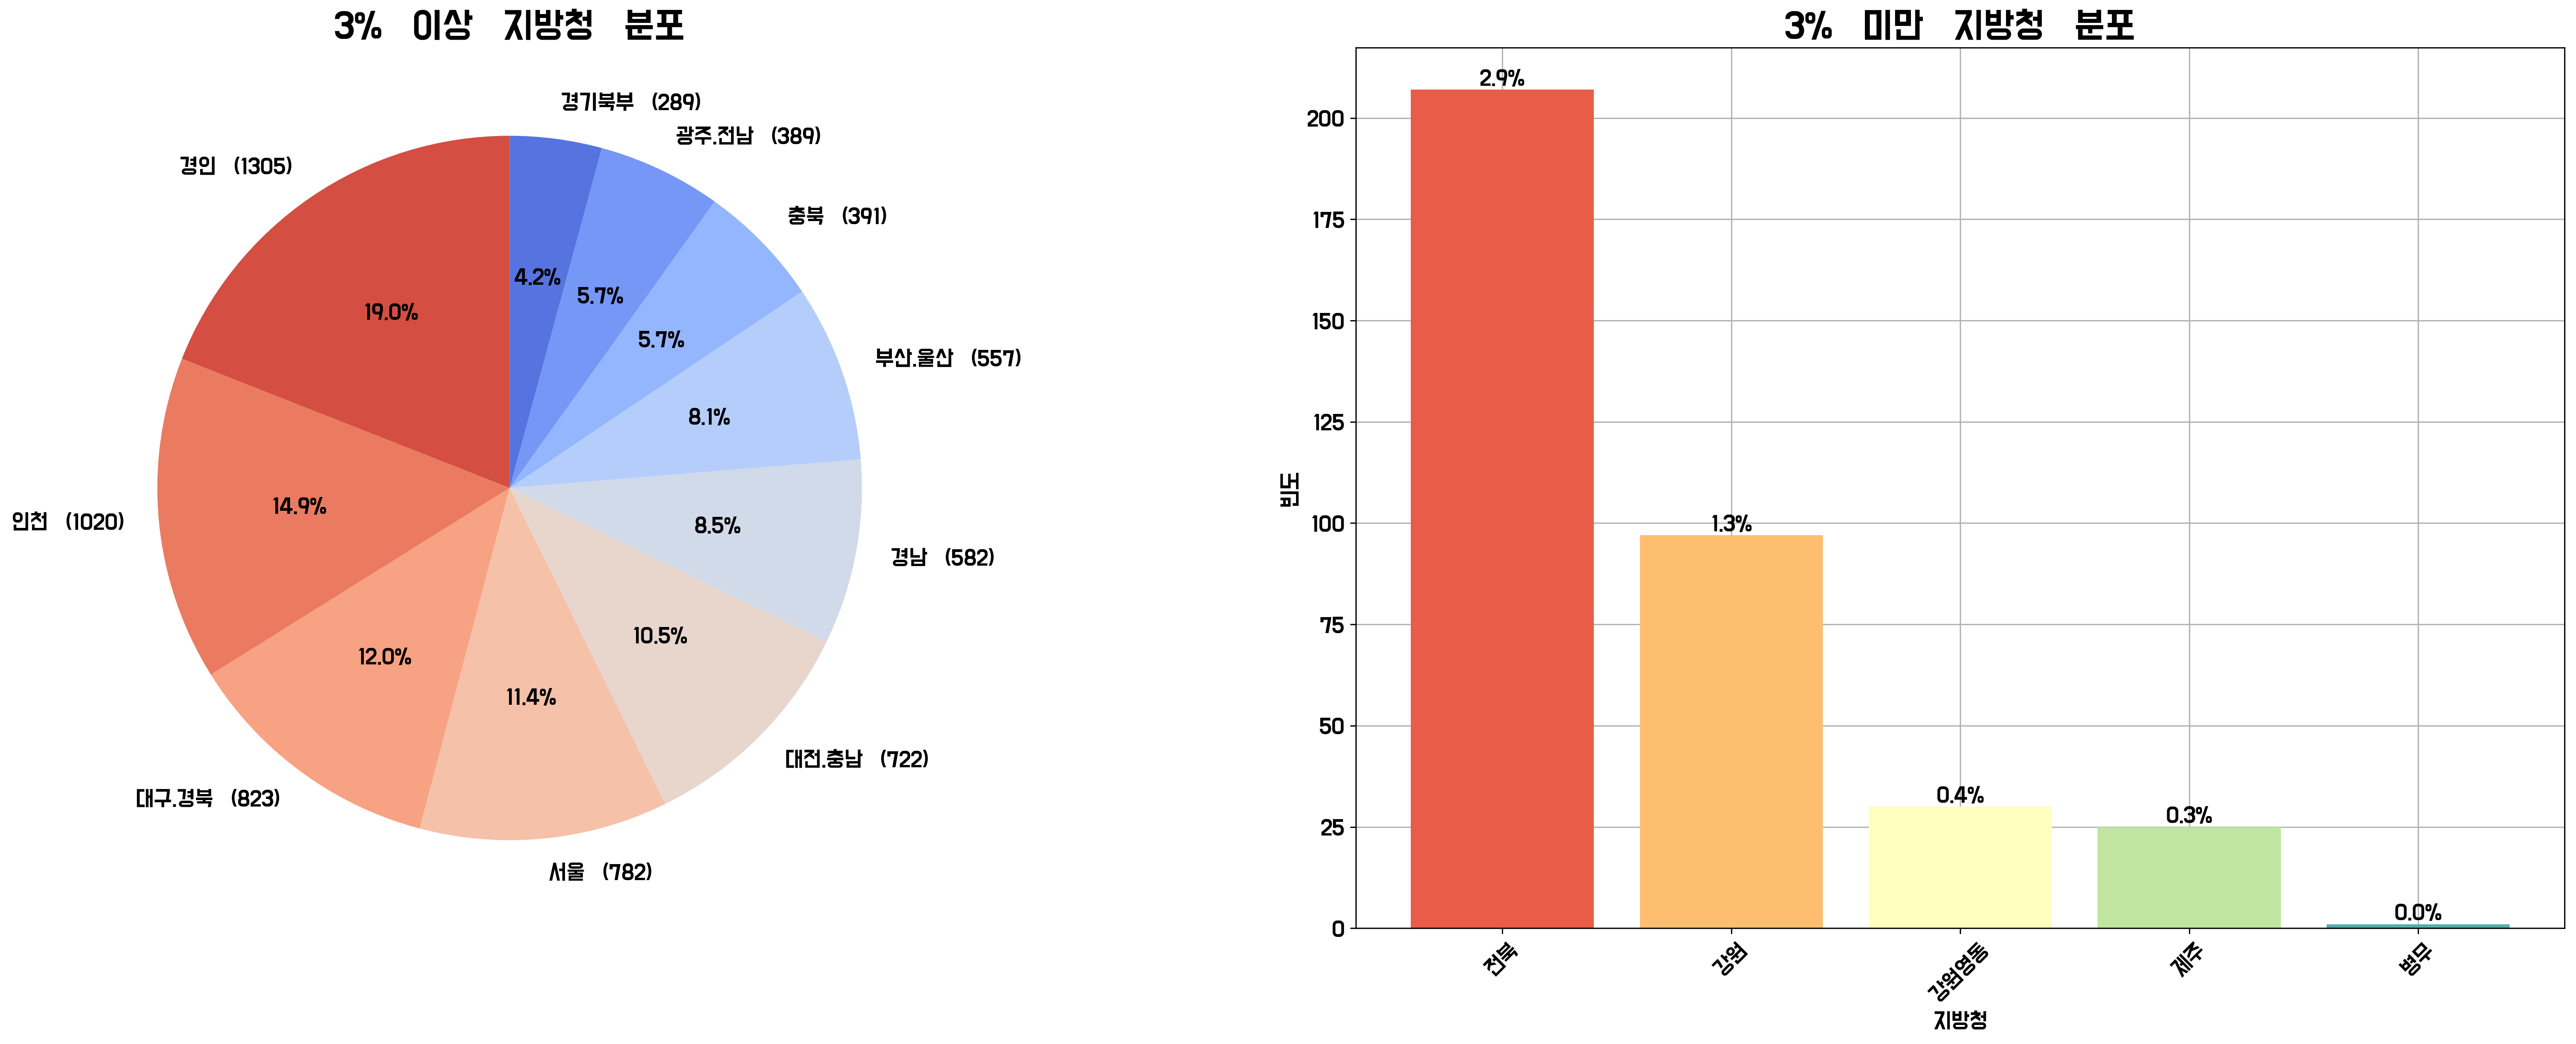 3% 이상 지방청 분포
경기북부 (289)
광주.전남 (389)
경인 (1305)
충북 (391)
4.2%
5.7%
19.0%
5.7%
부산.울산 (557)
8.1%
14.9%
인천 (1020)
8.5%
경남 (582)
10.5%
12.0%
11.4%
대전.충남 (722)
대구.경북 (823)
서울 (782)
3% 미만 지방청 분포
빈도
200
175
150
125
100
75
50
25
0
2.9%
1.3%
0.4%
0.3%
0.0%
전북
강원
강원영동
제주
병무
지방청